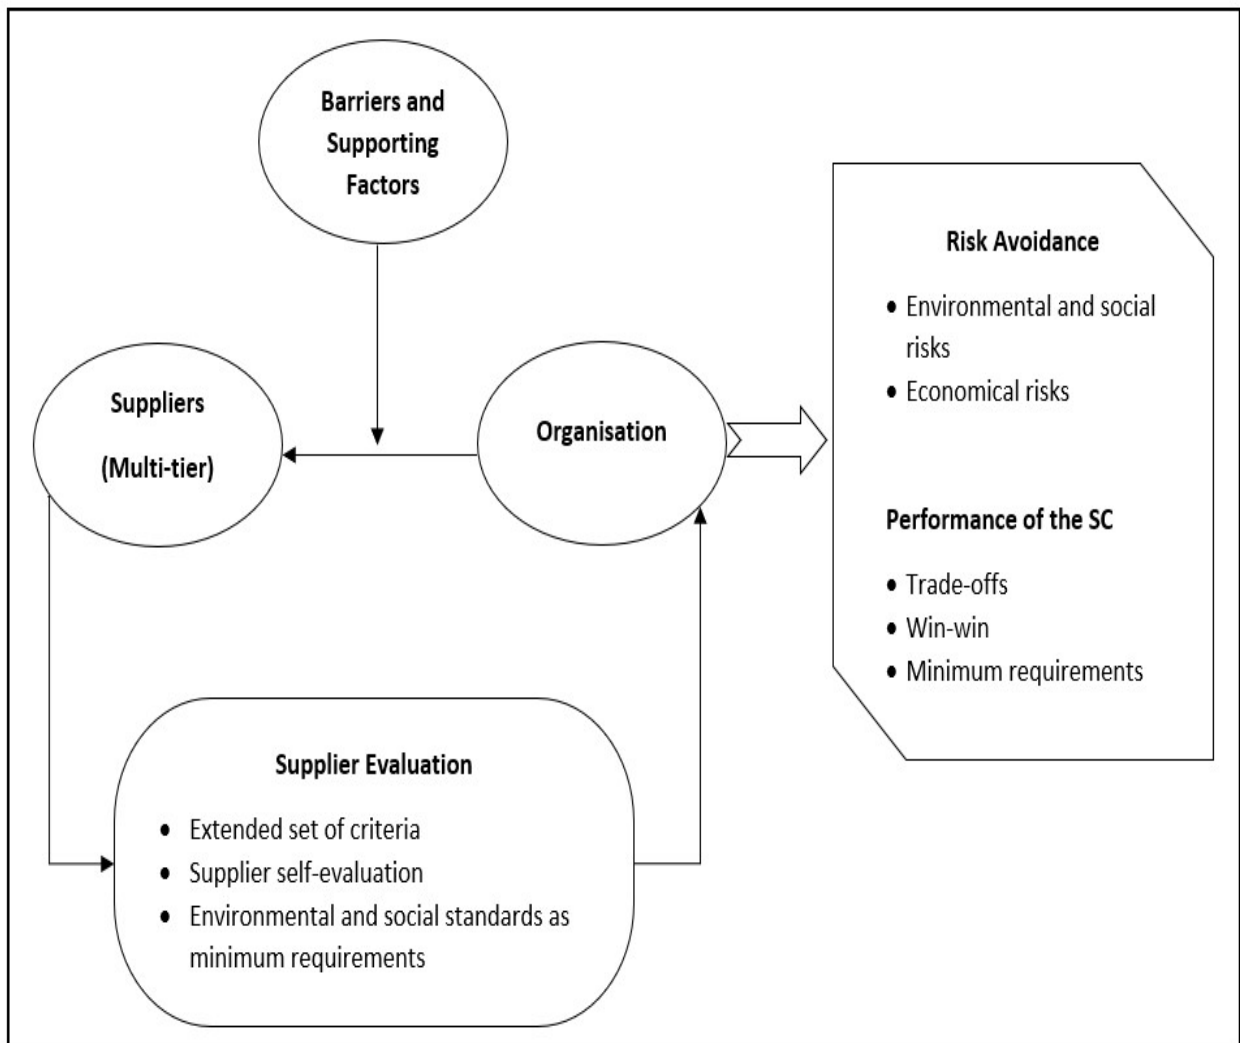 Barriers and
Supporting
Factors
Suppliers
(Multi-tier)
Organisation
Risk Avoidance
• Environmental and social
risks
• Economical risks
Performance of the SC
• Trade-offs
• Win-win
• Minimum requirements
Supplier Evaluation
• Extended set of criteria
• Supplier self-evaluation
• Environmental and social standards as
minimum requirements